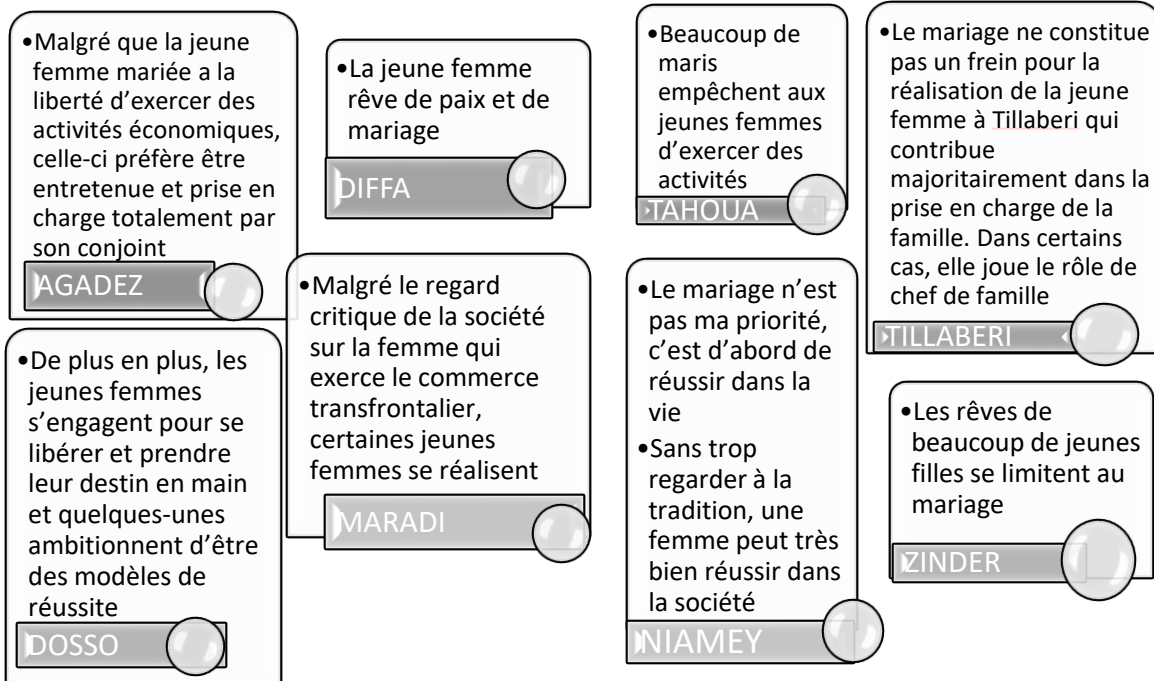 •Malgré que la jeune
femme mariée a la
liberté d’exercer des
activités économiques,
celle-ci préfère être
entretenue et prise en
charge totalement par
son conjoint
AGADEZ
•La jeune femme
rêve de paix et de
mariage
DIFFA
•Beaucoup de
maris
empêchent aux
jeunes femmes
d’exercer des
activités
TAHOUA
•Le mariage ne constitue
pas un frein pour la
réalisation de la jeune
femme à Tillaberi qui
contribue
majoritairement dans la
prise en charge de la
famille. Dans certains
cas, elle joue le rôle de
chef de famille
TILLABERI
•De plus en plus, les
jeunes femmes
s’engagent pour se
libérer et prendre
leur destin en main
et quelques-unes
ambitionnent d’être
des modèles de
réussite
DOSSO
•Malgré le regard
critique de la société
sur la femme qui
exerce le commerce
transfrontalier,
certaines jeunes
femmes se réalisent
MARADI
•Le mariage n’est
pas ma priorité,
c’est d’abord de
réussir dans la
vie
•Sans trop
regarder à la
tradition, une
femme peut très
bien réussir dans
la société
NIAMEY
•Les rêves de
beaucoup de jeunes
filles se limitent au
mariage
ZINDER